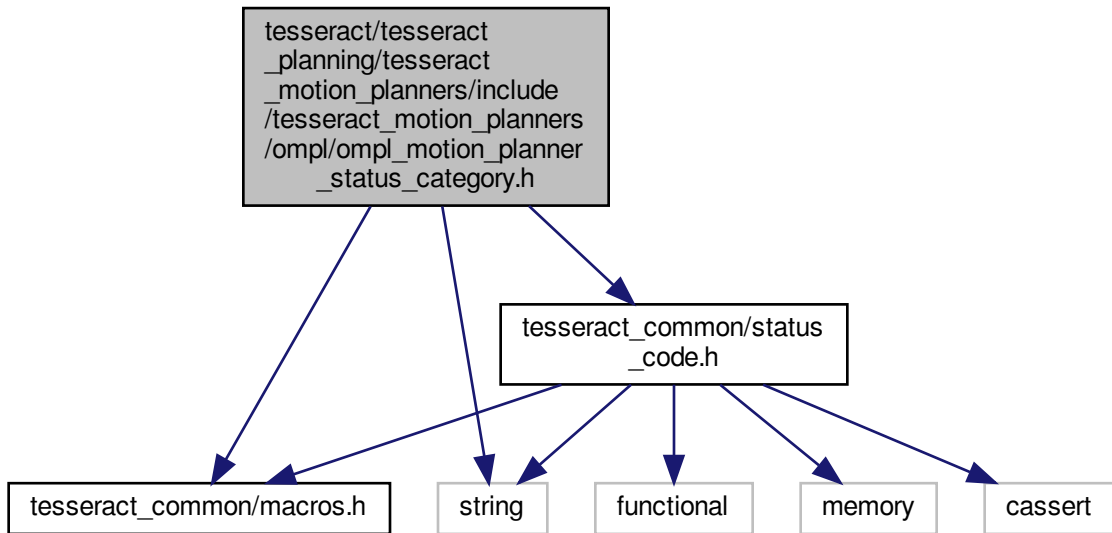 tesseract/tesseract
_planning/tesseract
_motion_planners/include
/tesseract_motion_planners
/ompl/ompl_motion_planner
_status_category.h
tesseract_common/status
_code.h
tesseract_common/macros.h
string
functional
memory
cassert